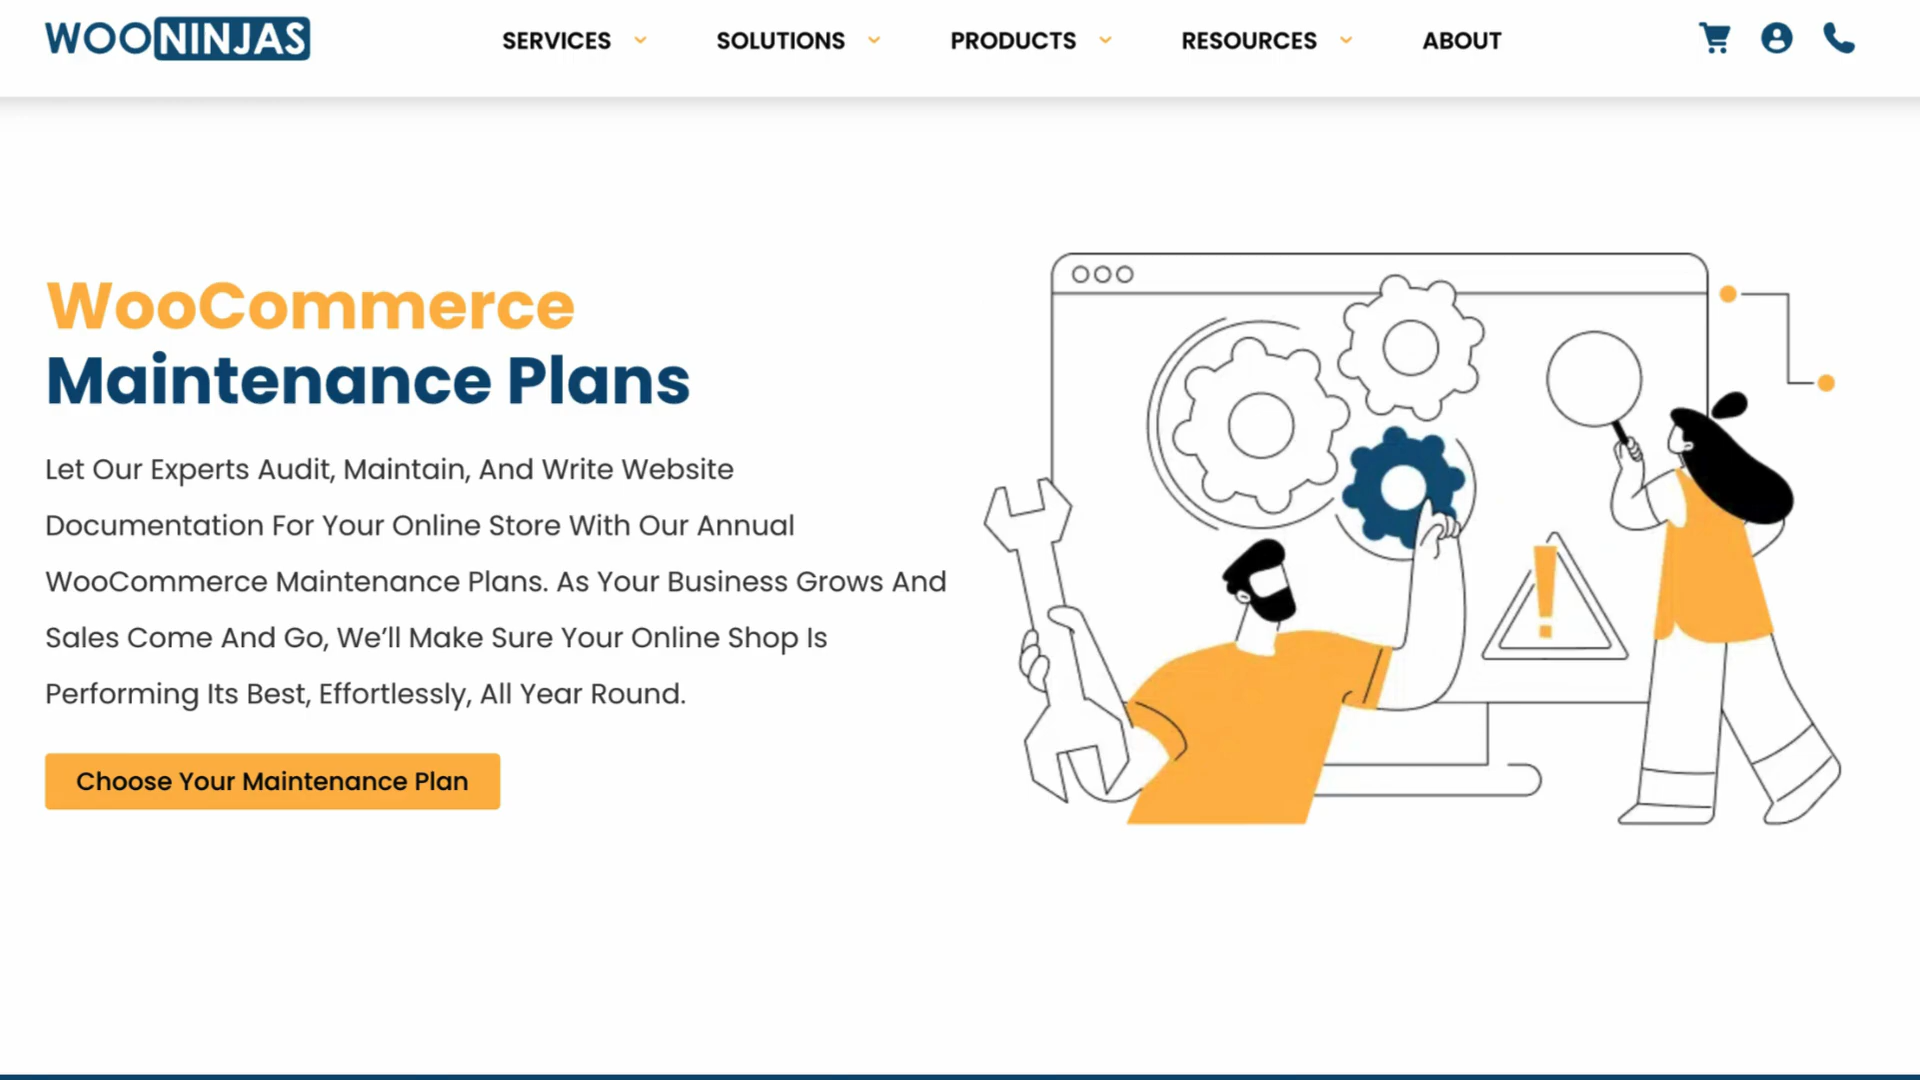 WOONINJAS
SERVICES
SOLUTIONS
PRODUCTS
RESOURCES
ABOUT
WooCommerce
Maintenance Plans
Let Our Experts Audit, Maintain, And Write Website
Documentation For Your Online Store With Our Annual
WooCommerce Maintenance Plans. As Your Business Grows And
Sales Come And Go, We’ll Make Sure Your Online Shop Is
Performing Its Best, Effortlessly, All Year Round.
Choose Your Maintenance Plan
!